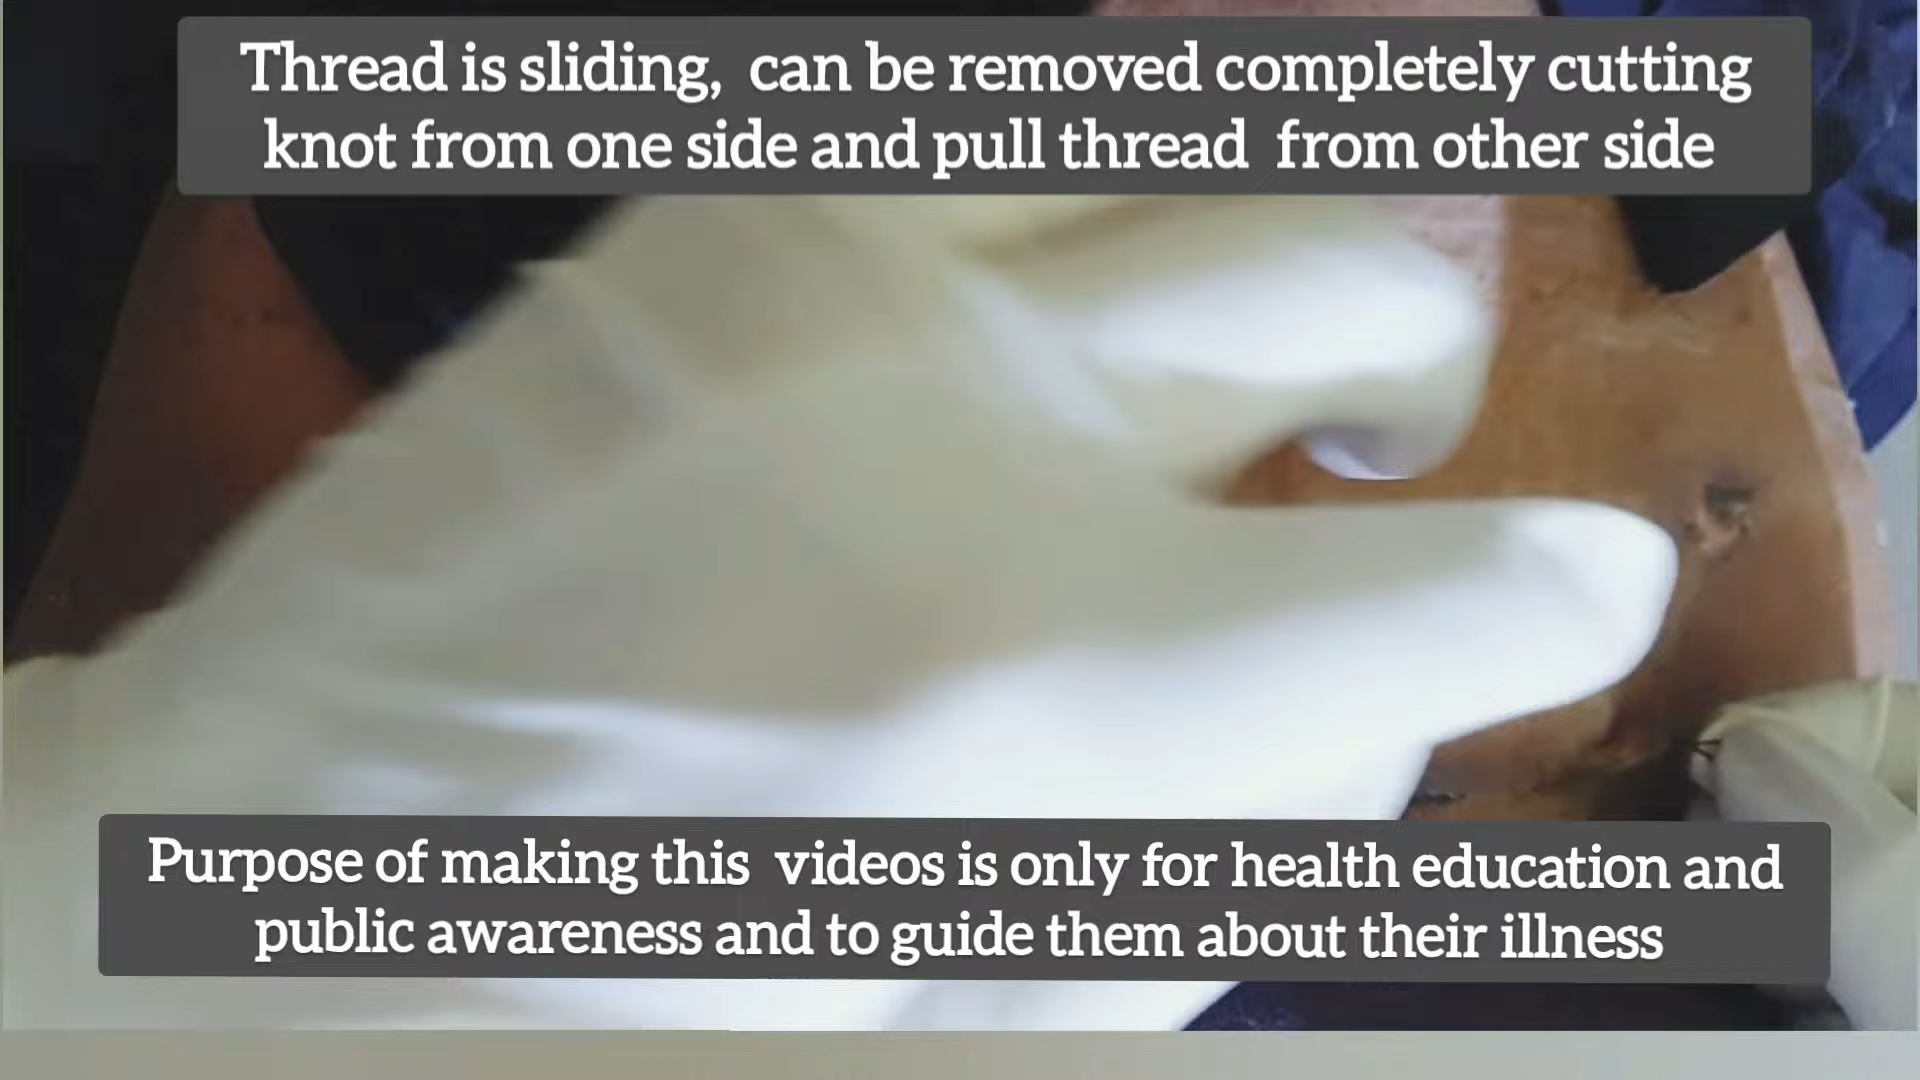 Thread is sliding, can be removed completely cutting
knot from one side and pull thread from other side
Purpose of making this videos is only for health education and
public awareness and to guide them about their illness